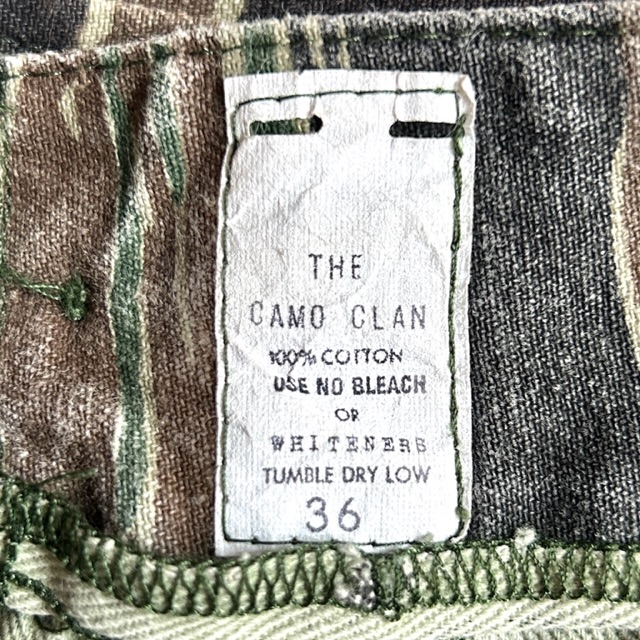 THE
CAMO CLAN
100% COTTON
USE NO BLEACH
OR
WHITENERS
TUMBLE DRY LOW
36